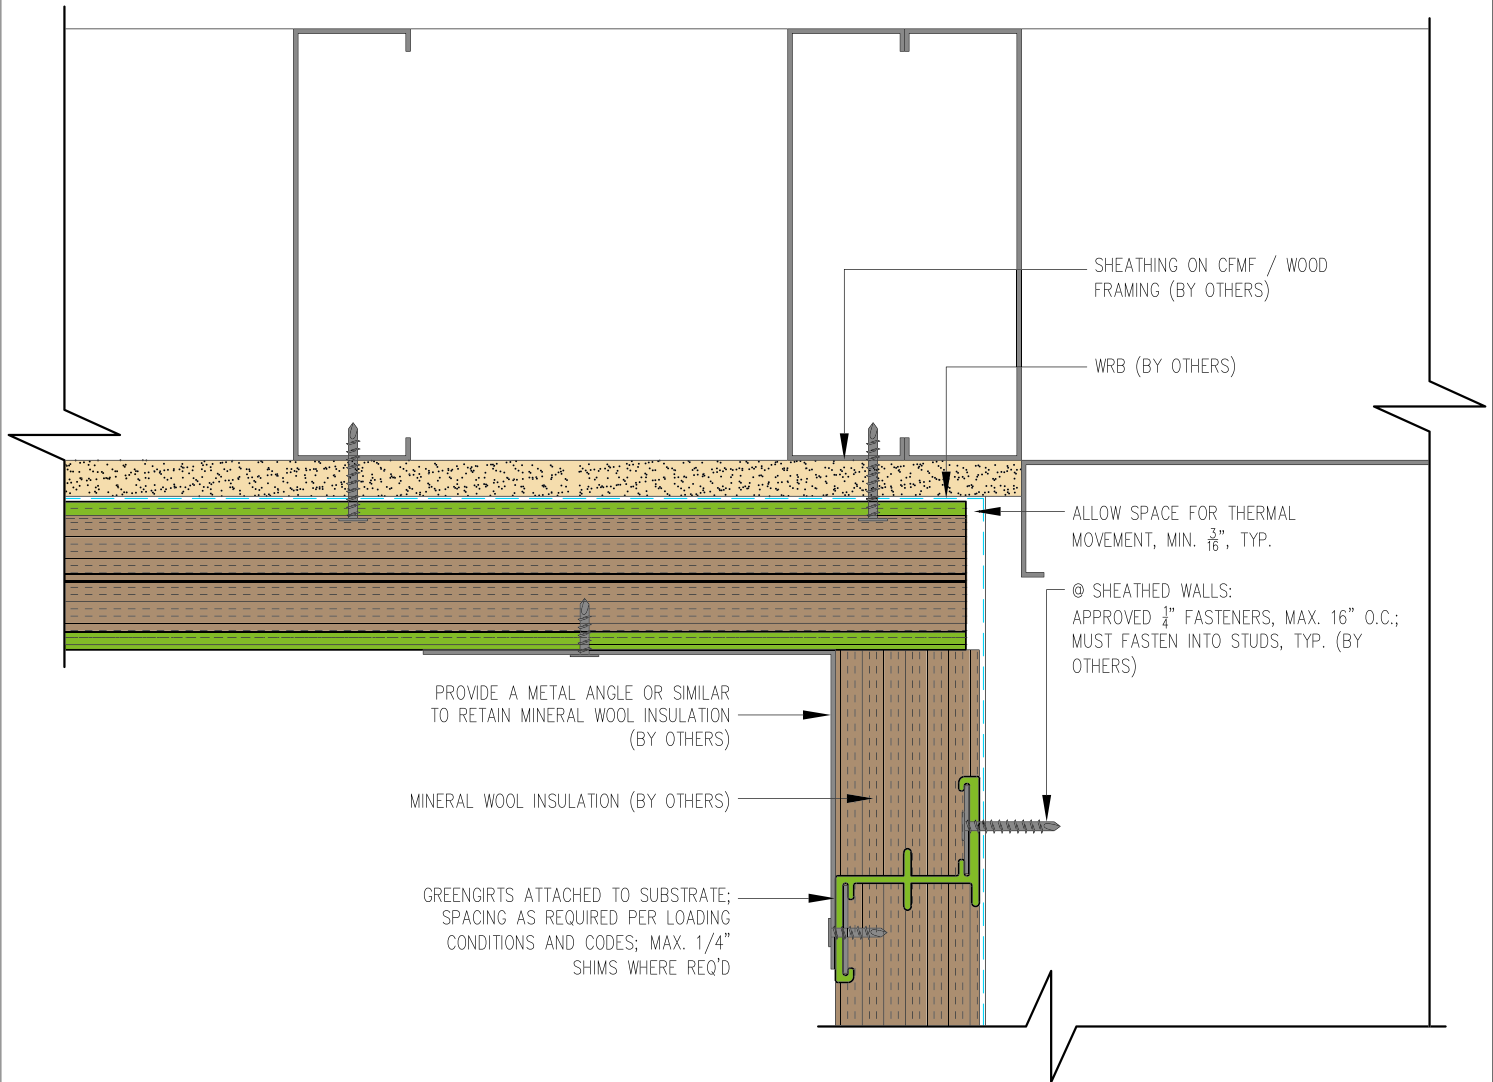 SHEATHING ON CFMF / WOOD
FRAMING (BY OTHERS)
WRB (BY OTHERS)
ALLOW SPACE FOR THERMAL
MOVEMENT, MIN. 3/16", TYP.
@ SHEATHED WALLS:
APPROVED 1/4" FASTENERS, MAX. 16" O.C.;
MUST FASTEN INTO STUDS, TYP. (BY
OTHERS)
PROVIDE A METAL ANGLE OR SIMILAR
TO RETAIN MINERAL WOOL INSULATION
(BY OTHERS)
MINERAL WOOL INSULATION (BY OTHERS)
GREENGIRTS ATTACHED TO SUBSTRATE;
SPACING AS REQUIRED PER LOADING
CONDITIONS AND CODES; MAX. 1/4"
SHIMS WHERE REQ'D